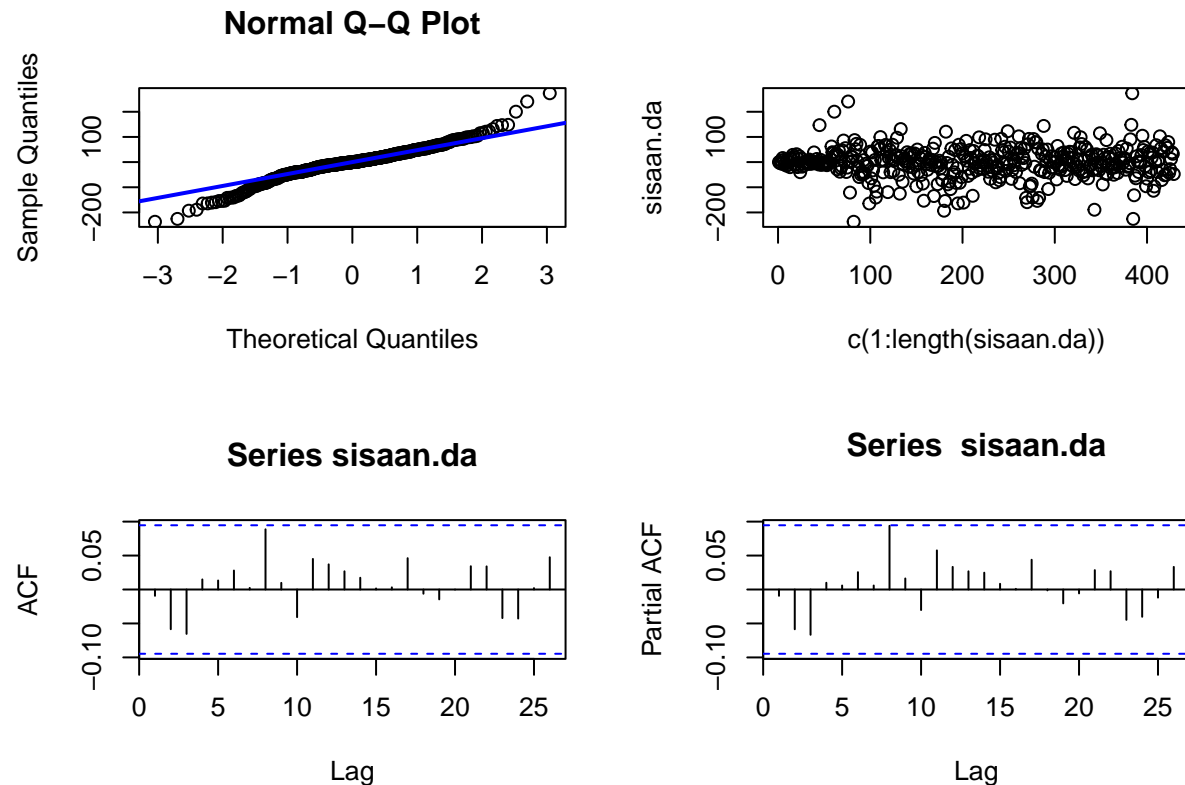 Normal Q−Q Plot
Sample Quantiles
−200 100
−3 −2 −1 0 1 2 3
Theoretical Quantiles
sisaan.da
−200 100
0 100 200 300 400
c(1:length(sisaan.da))
Series sisaan.da
ACF
−0.10 0.05
0 5 10 15 20 25
Lag
Series sisaan.da
Partial ACF
−0.10 0.05
0 5 10 15 20 25
Lag